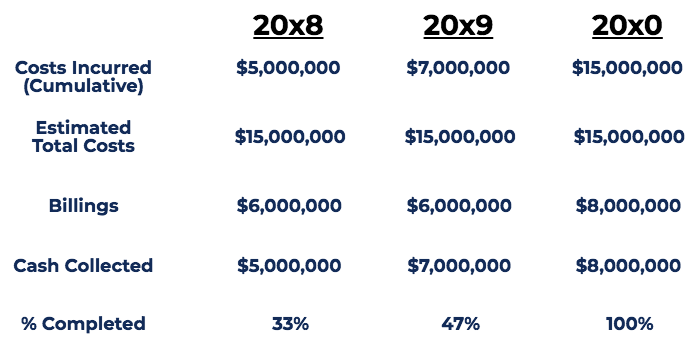 20x8 20x9 20x0
Costs Incurred
(Cumulative) $5,000,000 $7,000,000 $15,000,000
Estimated
Total Costs $15,000,000 $15,000,000 $15,000,000
Billings $6,000,000 $6,000,000 $8,000,000
Cash Collected $5,000,000 $7,000,000 $8,000,000
% Completed 33% 47% 100%